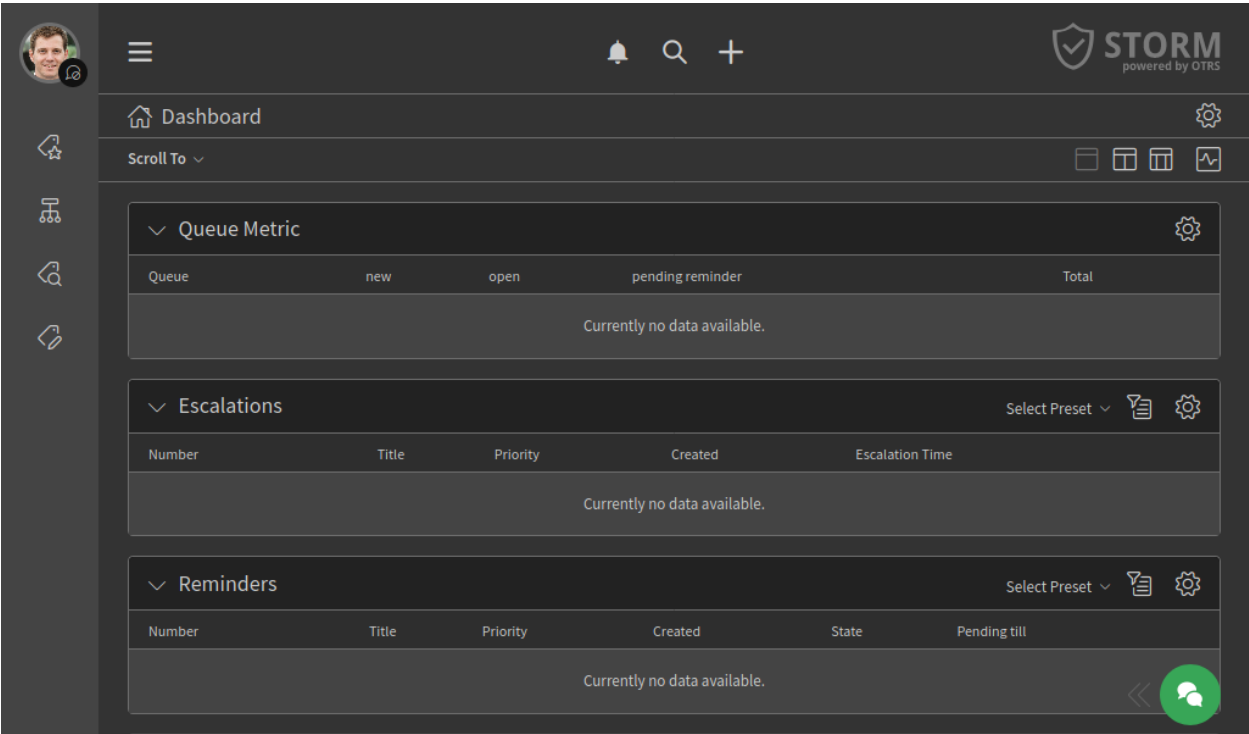 STORM
powered by OTRS
Dashboard
Scroll To
Queue Metric
Queue new open pending reminder Total
Currently no data available.
Escalations Select Preset
Number Title Priority Created Escalation Time
Currently no data available.
Reminders Select Preset
Number Title Priority Created State Pending till
Currently no data available.